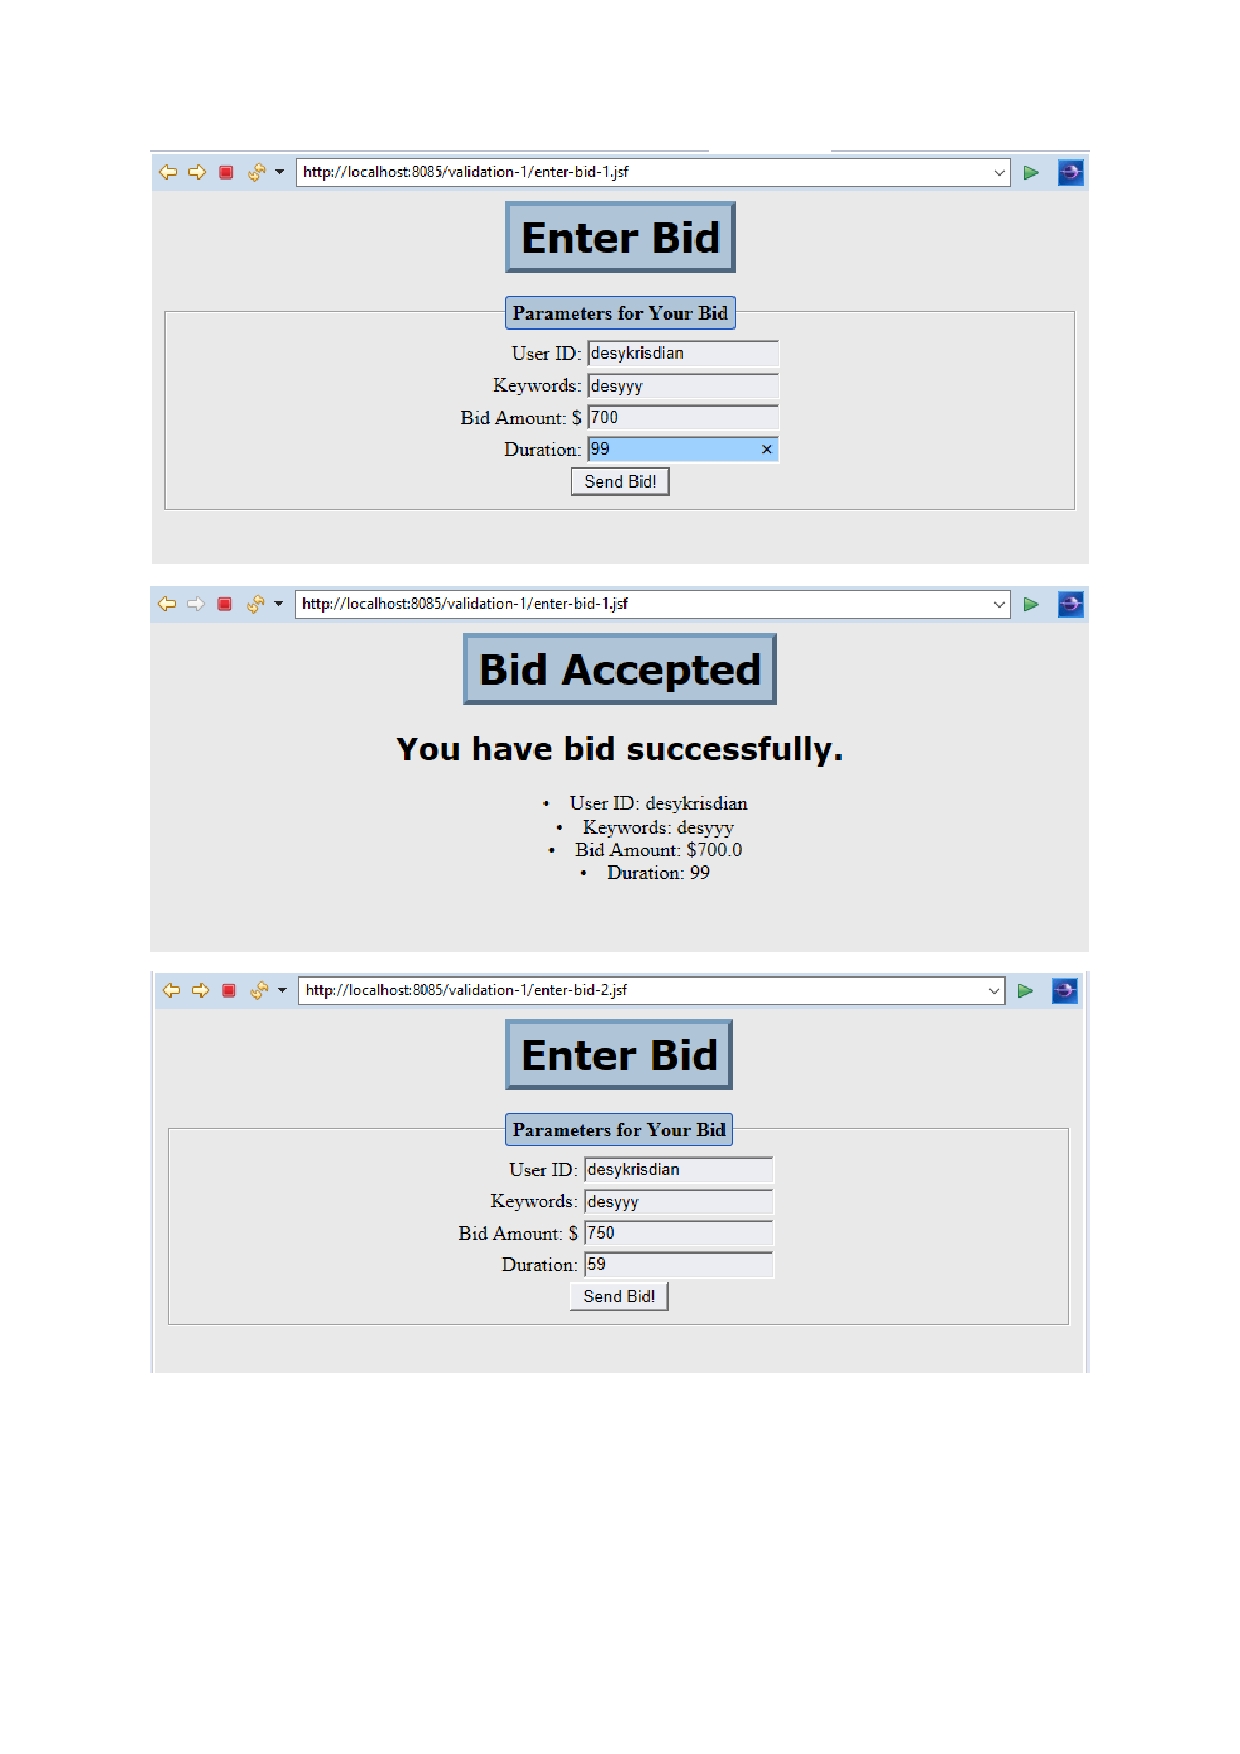 http://localhost:8085/validation-1/enter-bid-1.jsf
Enter Bid
Parameters for Your Bid
User ID: desykrisdian
Keywords: desyyy
Bid Amount: $ 700
Duration: 99 ×
Send Bid!
http://localhost:8085/validation-1/enter-bid-1.jsf
Bid Accepted
You have bid successfully.
• User ID: desykrisdian
• Keywords: desyyy
• Bid Amount: $700.0
• Duration: 99
http://localhost:8085/validation-1/enter-bid-2.jsf
Enter Bid
Parameters for Your Bid
User ID: desykrisdian
Keywords: desyyy
Bid Amount: $ 750
Duration: 59
Send Bid!